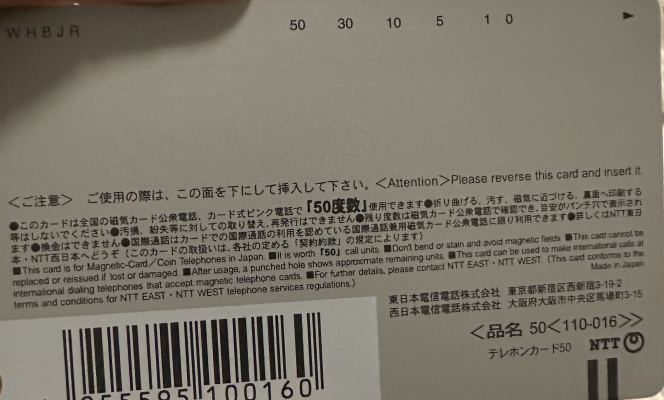 WHBJR 50 30 10 5 1 0 ►
＜ご注意＞ ご使用の際は、この面を下にして挿入して下さい。＜Attention＞Please reverse this card and insert it.
●このカードは全国の磁気カード公衆電話、カード式ピンク電話で「50度数」使用できます●折り曲げる、汚す、磁気に近づける、裏面へ印刷する
等はしないでください●汚損、紛失等に対しての取り替え、再発行はできません●残り度数は磁気カード公衆電話で確認でき、目安がパンチ穴で表示され
ます●換金はできません●国際通話はカードでの国際通話の利用を認めている国際通話兼用磁気カード公衆電話に限り利用できます●詳しくはNTT東日
本・NTT西日本へどうぞ（このカードの取扱いは、各社の定める「契約約款」の規定によります）
■This card is for Magnetic-Card／Coin Telephones in Japan. ■It is worth「50」call units. ■Don't bend or stain and avoid magnetic fields. ■This card cannot be
replaced or reissued if lost or damaged. ■After usage, a punched hole shows approximate remaining units. ■This card can be used to make international calls at
international dialing telephones that accept magnetic telephone cards. ■For further details, please contact NTT EAST・NTT WEST（This card conforms to the
terms and conditions for NTT EAST・NTT WEST telephone services regulations.）
Made in Japan
東日本電信電話株式会社 東京都新宿区西新宿3-19-2
西日本電信電話株式会社 大阪府大阪市中央区馬場町3-15
＜品名 50＜110-016＞＞
テレホンカード50 NTT